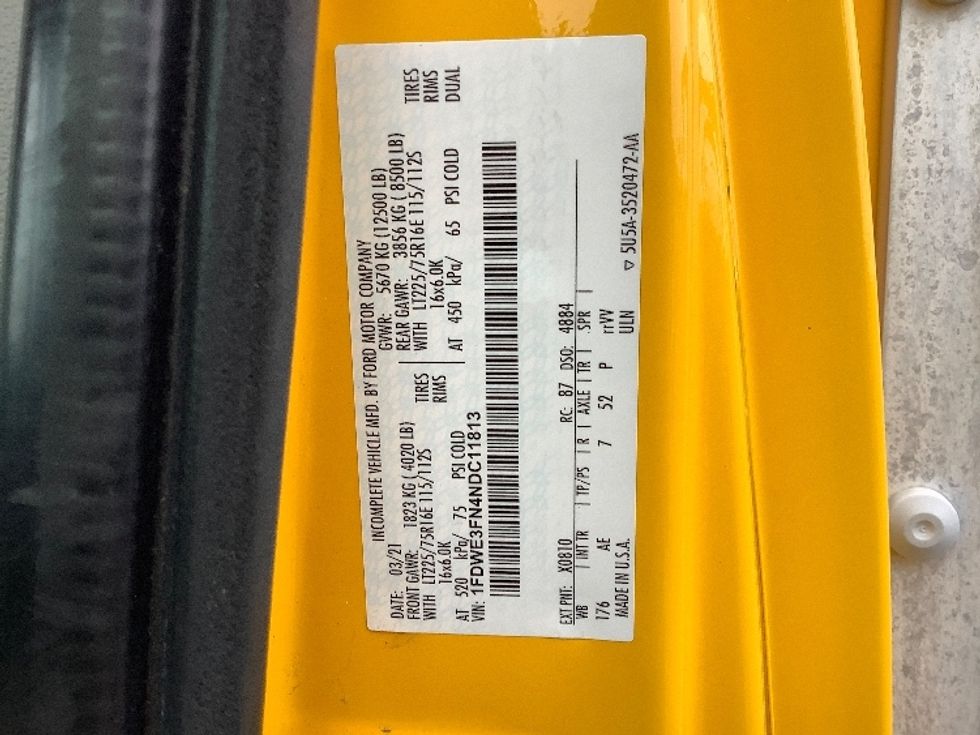 INCOMPLETE VEHICLE MFD. BY FORD MOTOR COMPANY
DATE: 03/21 GVWR: 5670 KG (12500 LB)
FRONT GAWR: 1823 KG ( 4020 LB) REAR GAWR: 3856 KG ( 8500 LB)
WITH LT225/75R16E 115/112S TIRES WITH LT225/75R16E 115/112S TIRES
16x6.0K RIMS 16x6.0K RIMS
AT 520 kPa/ 75 PSI COLD AT 450 kPa/ 65 PSI COLD DUAL
VIN: 1FDWE3FN4NDC11813
EXT PNT: X0810 RC: 87 DSO: 4884
WB | INT TR | TP/PS | R | AXLE | TR | SPR |
176 AE 7 52 P rrVV
MADE IN U.S.A. ULN ▽ 5U5A-3520472-AA